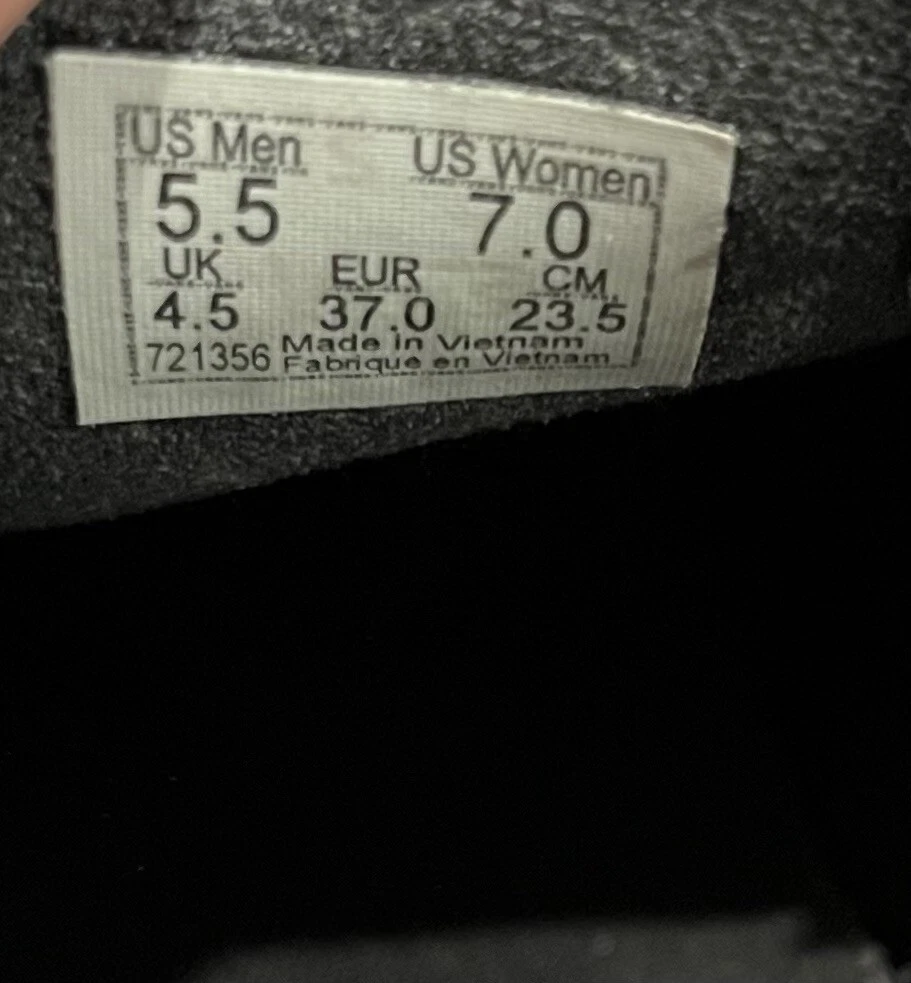 US Men US Women
5.5 7.0
UK EUR CM
4.5 37.0 23.5
721356 Made in Vietnam
Fabrique en Vietnam